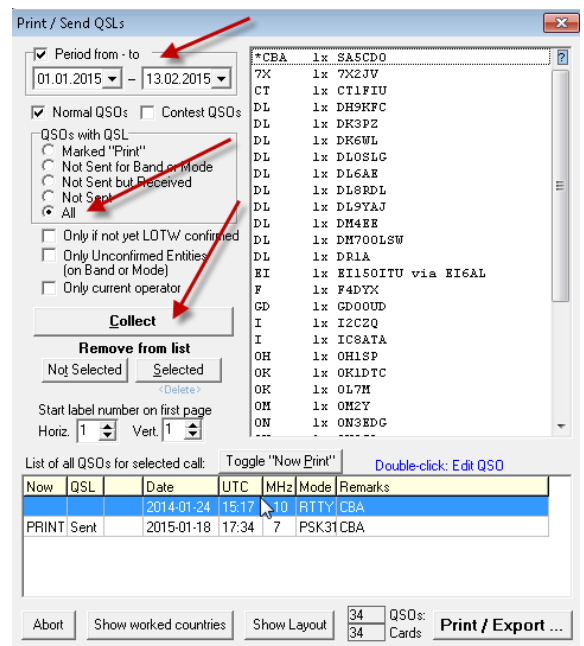 Print / Send QSLs
Period from - to
01.01.2015 – 13.02.2015
Normal QSOs Contest QSOs
QSOs with QSL
Marked "Print"
Not Sent for Band or Mode
Not Sent but Received
Not Sent
All
Only if not yet LOTW confirmed
Only Unconfirmed Entities
(on Band or Mode)
Only current operator
Collect
Remove from list
Not Selected Selected
<Delete>
Start label number on first page
Horiz. 1 Vert. 1
*CBA 1x SA5CDO
7X 1x 7X2JV
CT 1x CT1FIU
DL 1x DH9KFC
DL 1x DK3PZ
DL 1x DK6WL
DL 1x DL0SLG
DL 1x DL6AE
DL 1x DL8RDL
DL 1x DL9YAJ
DL 1x DM4EE
DL 1x DM700LSW
DL 1x DR1A
EI 1x EI150ITU via EI6AL
F 1x F4DYX
GD 1x GD00UD
I 1x I2CZQ
I 1x IC8ATA
OH 1x OH1SP
OK 1x OK1DTC
OK 1x OL7M
OM 1x OM2Y
ON 1x ON3EDG
?
List of all QSOs for selected call: Toggle "Now Print" Double-click: Edit QSO
Now QSL Date UTC MHz Mode Remarks
2014-01-24 15:17 10 RTTY CBA
PRINT Sent 2015-01-18 17:34 7 PSK31 CBA
Abort Show worked countries Show Layout 34 QSOs: Print / Export ...
34 Cards